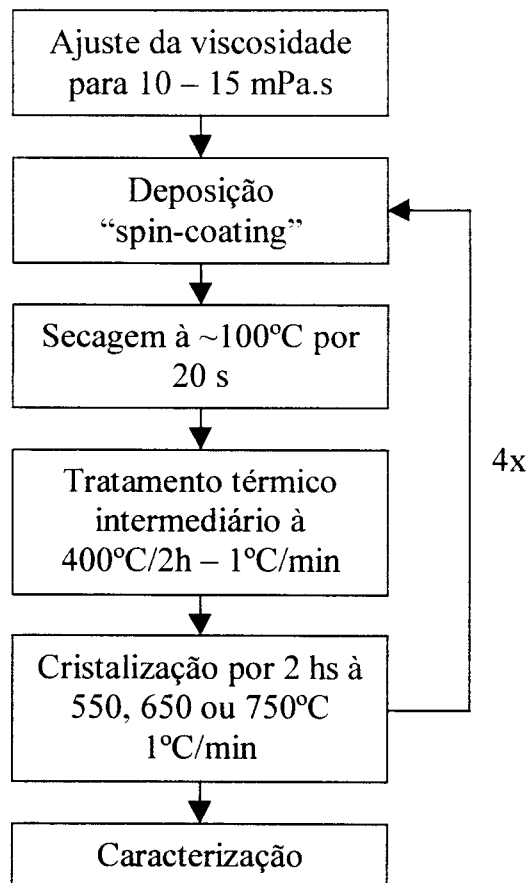 Ajuste da viscosidade
para 10 – 15 mPa.s
Deposição
“spin-coating”
Secagem à ~100ºC por
20 s
Tratamento térmico
intermediário à
400ºC/2h – 1ºC/min
4x
Cristalização por 2 hs à
550, 650 ou 750ºC
1ºC/min
Caracterização